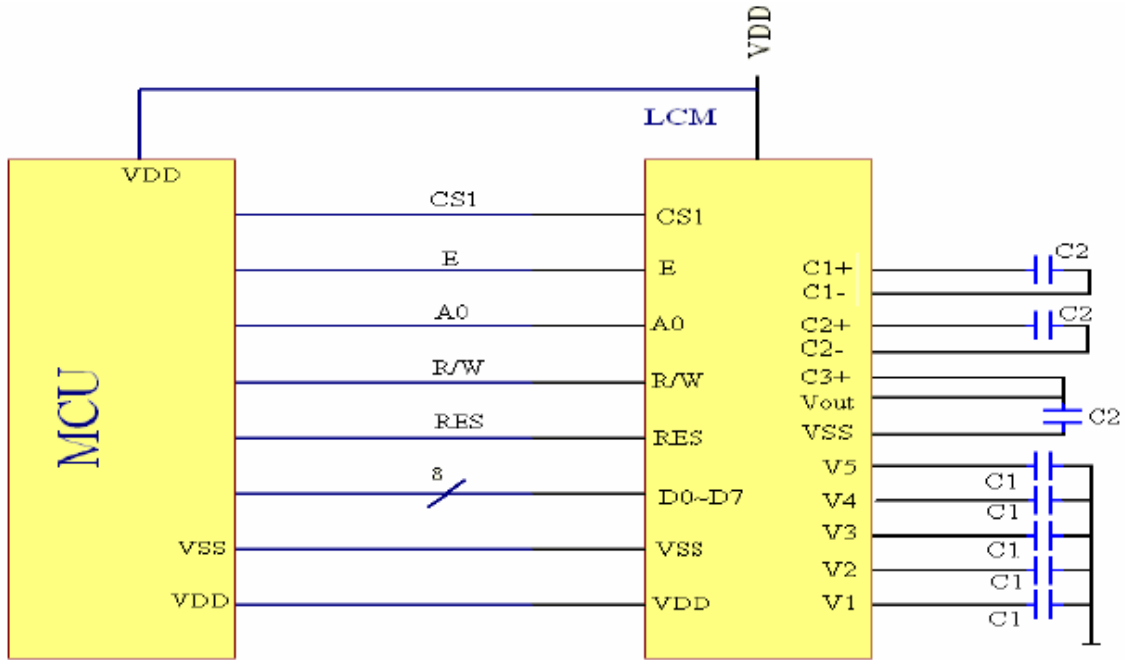 VDD
LCM
VDD
CS1
CS1
E
E
C1+
C2
C1-
A0
A0
C2+
C2
C2-
R/W
R/W
C3+
Vout
C2
RES
RES
VSS
MCU
8
D0~D7
V5
C1
V4
C1
VSS
VSS
V3
C1
V2
C1
VDD
VDD
V1
C1